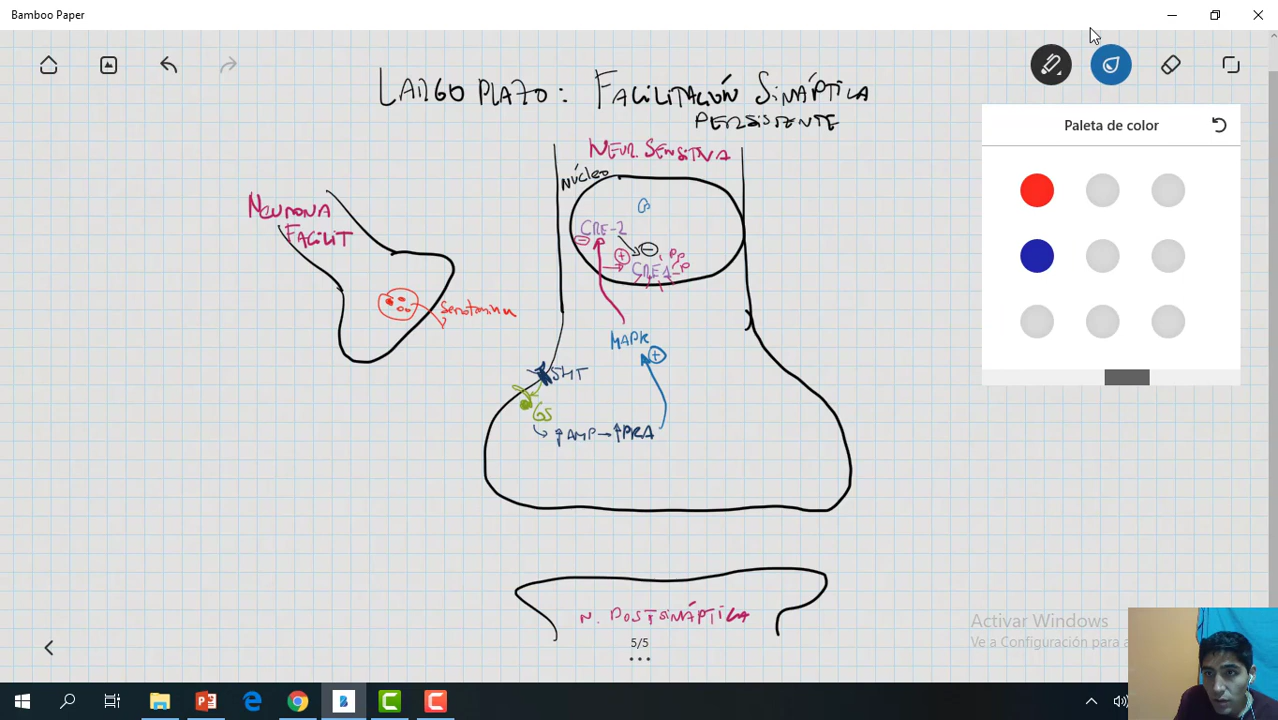 Bamboo Paper
LARGO PLAZO: FACILITACIÓN SINÁPTICA
PERSISTENTE
Paleta de color
NEUR. SENSITIVA
NÚCLEO
NEURONA
FACILIT
CRE-2
CRE1
P P
P
Serotonina
MAPK
5HT
GS
↑AMP→↑PKA
N. POSTSINÁPTICA
5/5
Activar Windows
Ve a Configuración para a